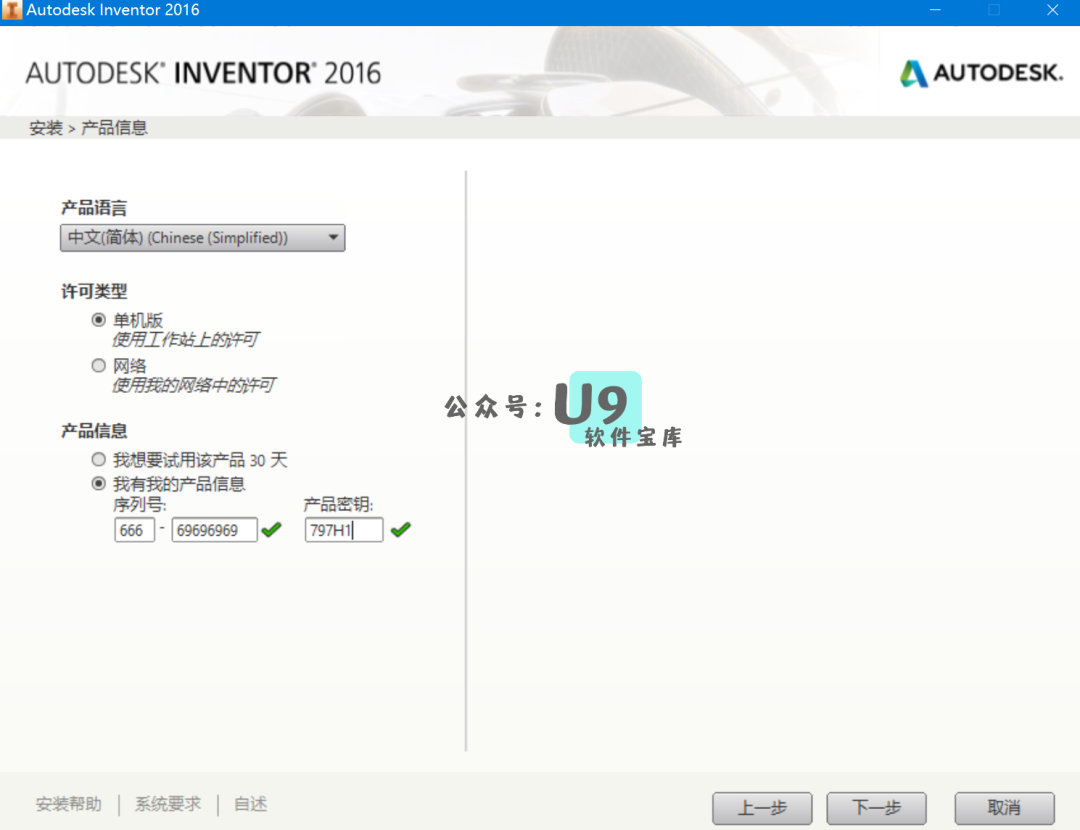 Autodesk Inventor 2016
AUTODESK® INVENTOR® 2016
AUTODESK.
安装 > 产品信息
产品语言
中文(简体) (Chinese (Simplified))
许可类型
单机版
使用工作站上的许可
网络
使用我的网络中的许可
公众号: U9
软件宝库
产品信息
我想要试用该产品 30 天
我有我的产品信息
序列号: 产品密钥:
666 - 69696969 797H1
安装帮助 | 系统要求 | 自述
上一步 下一步 取消